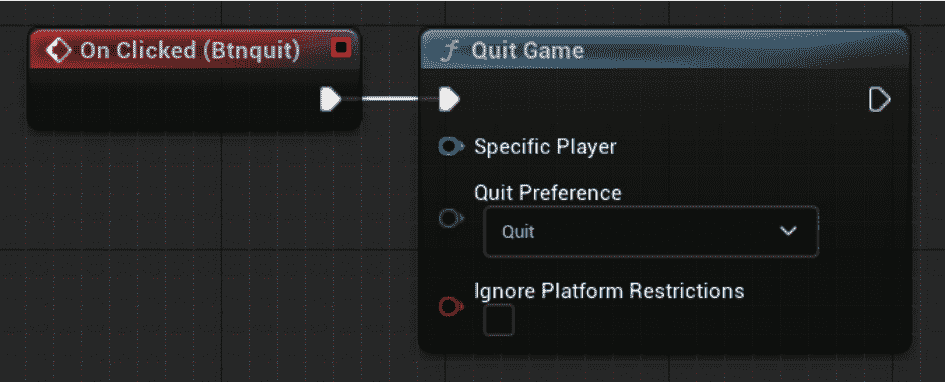 On Clicked (Btnquit)
f Quit Game
Specific Player
Quit Preference
Quit
Ignore Platform Restrictions